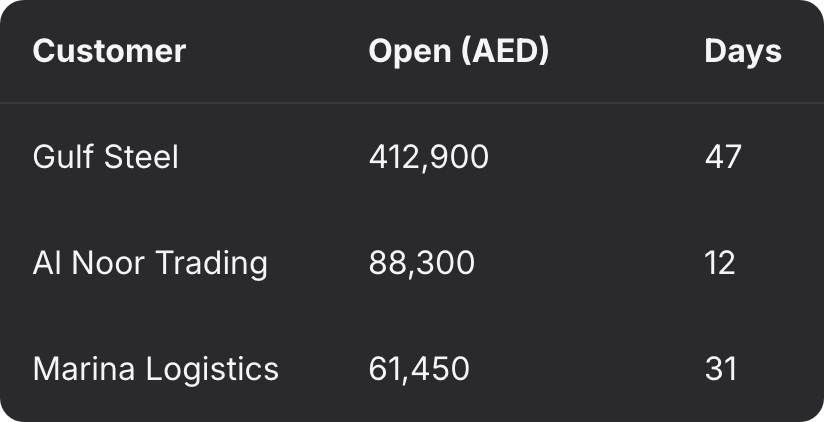 Customer Open (AED) Days
Gulf Steel 412,900 47
Al Noor Trading 88,300 12
Marina Logistics 61,450 31